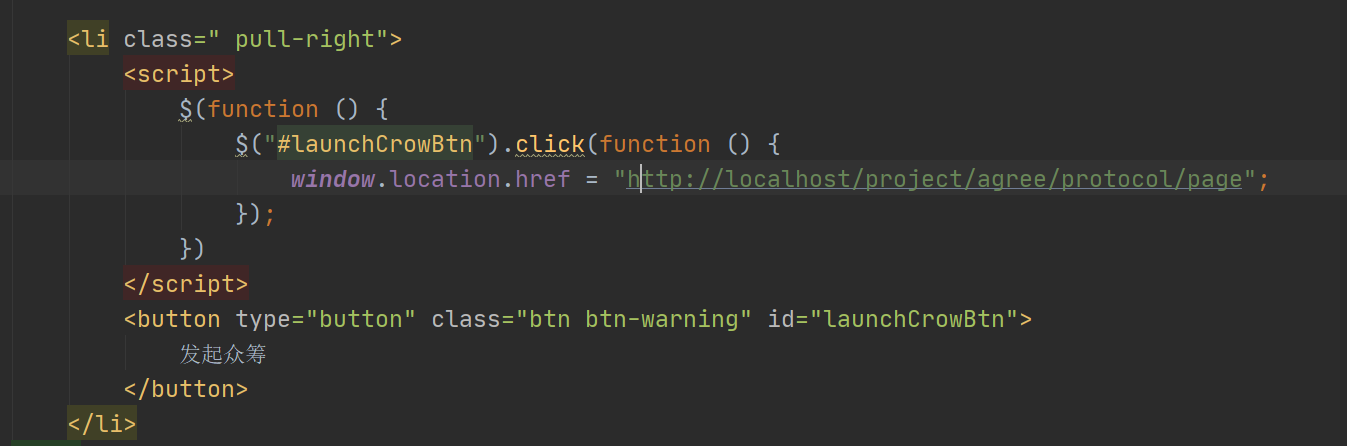 <li class=" pull-right">
<script>
$(function () {
$("#launchCrowBtn").click(function () {
window.location.href = "http://localhost/project/agree/protocol/page";
});
})
</script>
<button type="button" class="btn btn-warning" id="launchCrowBtn">
发起众筹
</button>
</li>